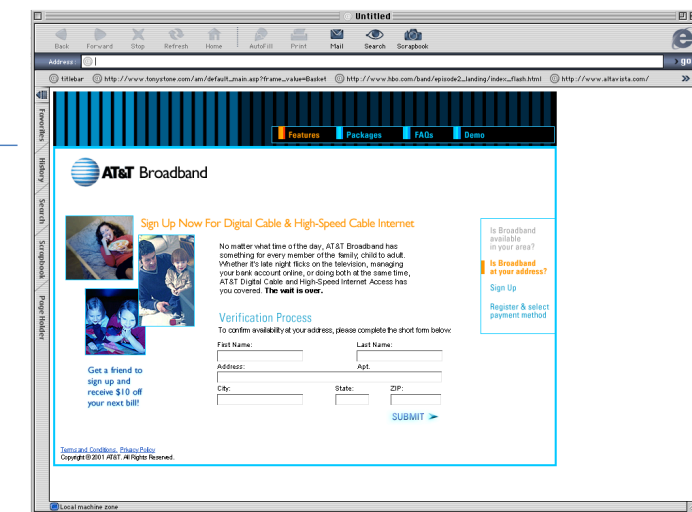 Untitled
Back Forward Stop Refresh Home AutoFill Print Mail Search Scrapbook
Address: go
titlebar http://www.tonystone.com/am/default_main.asp?frame_value=Basket http://www.hbo.com/band/episode2_landing/index_flash.html http://www.altavista.com/
Favorites
History
Search
Scrapbook
Page Holder
Features Packages FAQs Demo
AT&T Broadband
Sign Up Now For Digital Cable & High-Speed Cable Internet
No matter what time of the day, AT&T Broadband has
something for every member of the family, child to adult.
Whether it's late night flicks on the television, managing
your bank account online, or doing both at the same time,
AT&T Digital Cable and High-Speed Internet Access has
you covered. The wait is over.
Is Broadband
available
in your area?
Is Broadband
at your address?
Sign Up
Register & select
payment method
Verification Process
To confirm availability at your address, please complete the short form below:
First Name: Last Name:
Address: Apt.
City: State: ZIP:
SUBMIT
Get a friend to
sign up and
receive $10 off
your next bill!
Terms and Conditions. Privacy Policy
Copyright © 2001 AT&T. All Rights Reserved.
Local machine zone